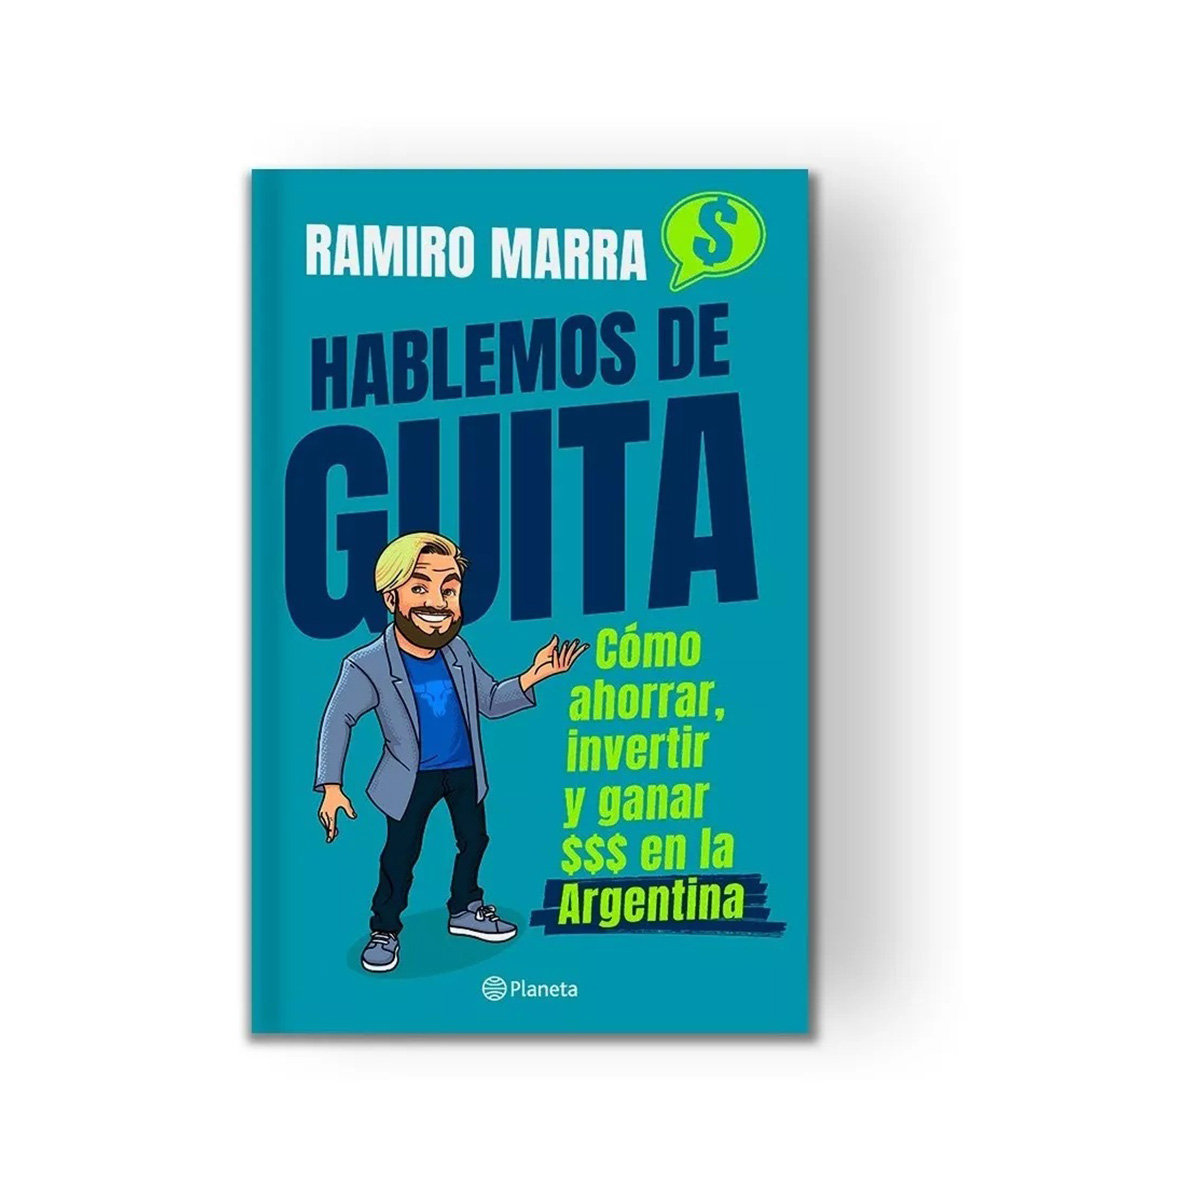 RAMIRO MARRA $
HABLEMOS DE
GUITA
Cómo
ahorrar,
invertir
y ganar
$$$ en la
Argentina
Planeta